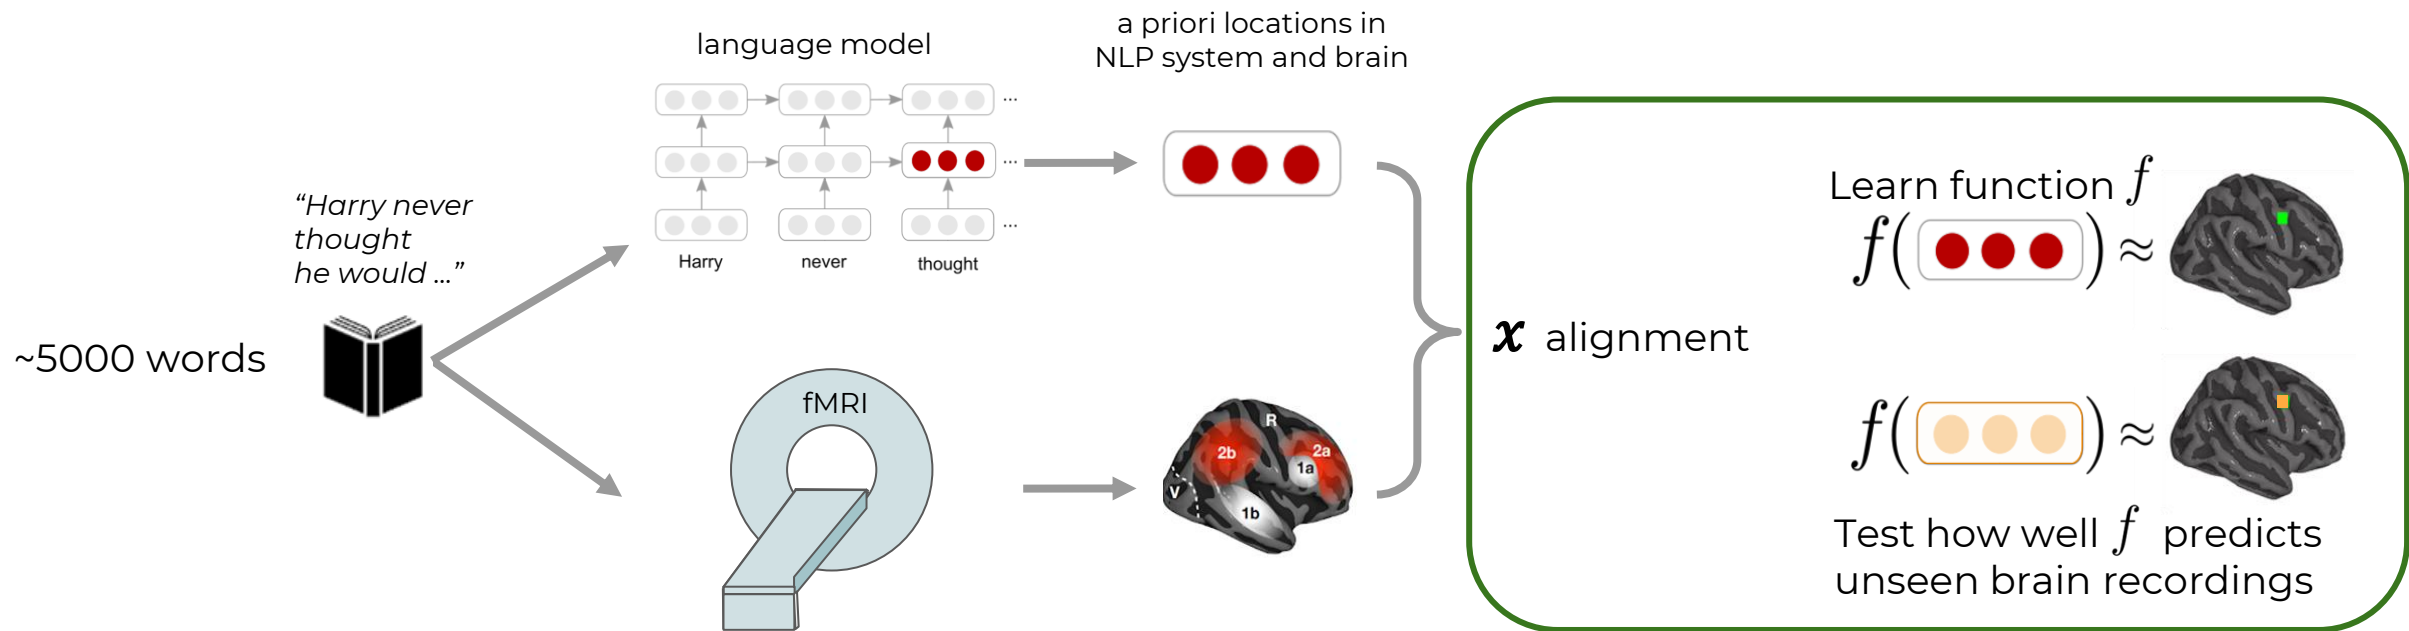 ~5000 words
“Harry never
thought
he would ...”
language model
...
...
...
Harry
never
thought
fMRI
a priori locations in
NLP system and brain
R
2b
2a
1a
V
1b
x alignment
Learn function f
f( ) ≈
f( ) ≈
Test how well f predicts
unseen brain recordings